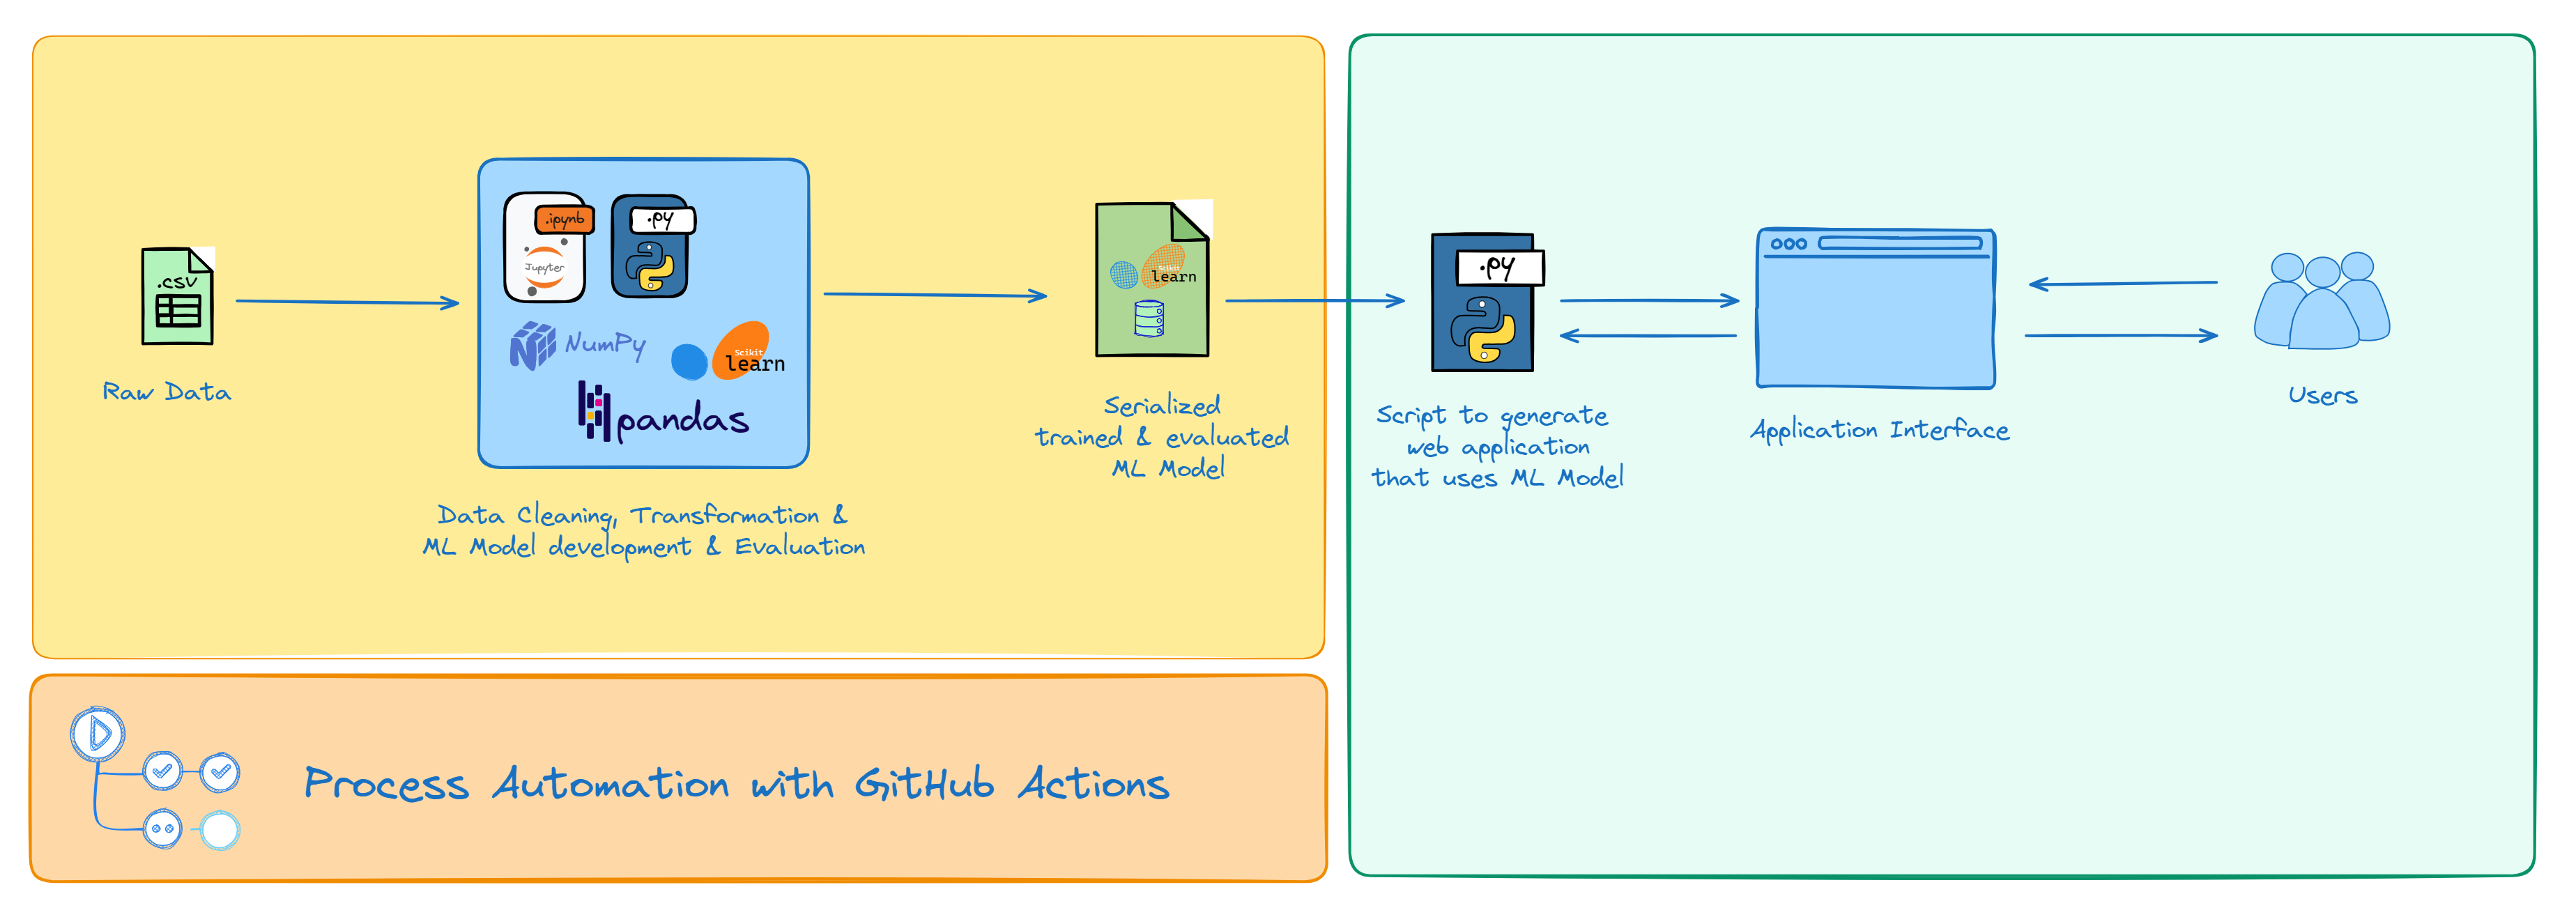 .csv
Raw Data
.ipynb
Jupyter
.py
NumPy
Scikit
learn
pandas
Data Cleaning, Transformation &
ML Model development & Evaluation
Scikit
learn
Serialized
trained & evaluated
ML Model
.py
Script to generate
web application
that uses ML Model
Application Interface
Users
Process Automation with GitHub Actions